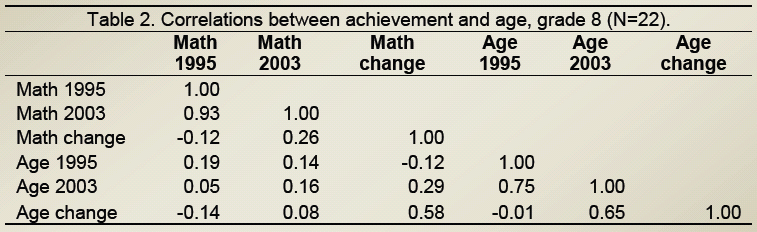 Table 2. Correlations between achievement and age, grade 8 (N=22).
Math Math Math Age Age Age
1995 2003 change 1995 2003 change
Math 1995 1.00
Math 2003 0.93 1.00
Math change -0.12 0.26 1.00
Age 1995 0.19 0.14 -0.12 1.00
Age 2003 0.05 0.16 0.29 0.75 1.00
Age change -0.14 0.08 0.58 -0.01 0.65 1.00